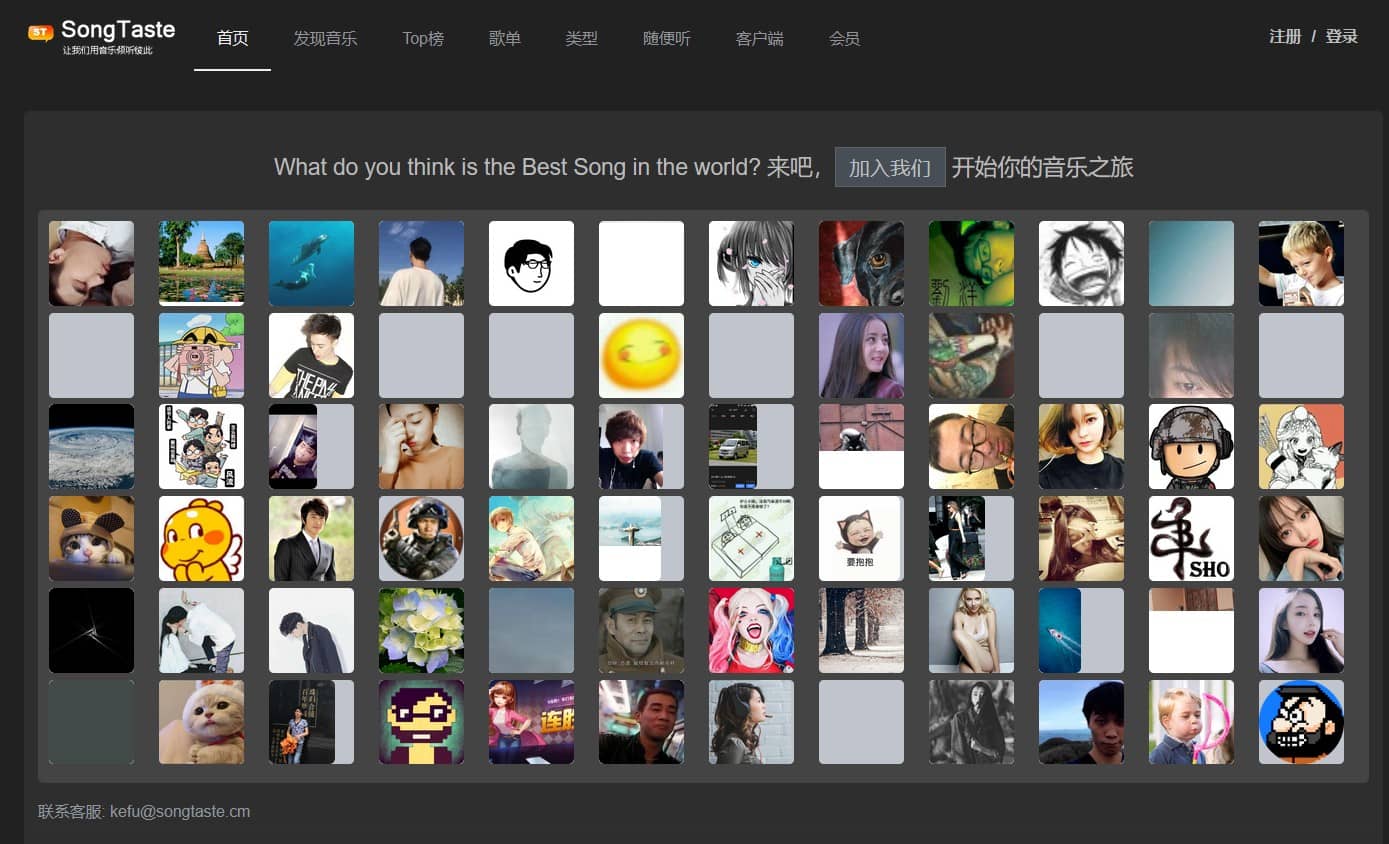 ST SongTaste
让我们用音乐倾听彼此
首页 发现音乐 Top榜 歌单 类型 随便听 客户端 会员
注册 / 登录
What do you think is the Best Song in the world? 来吧， 加入我们 开始你的音乐之旅
劉洋
THE PA
风流
要抱抱
SHO
连胜
联系客服: kefu@songtaste.cm